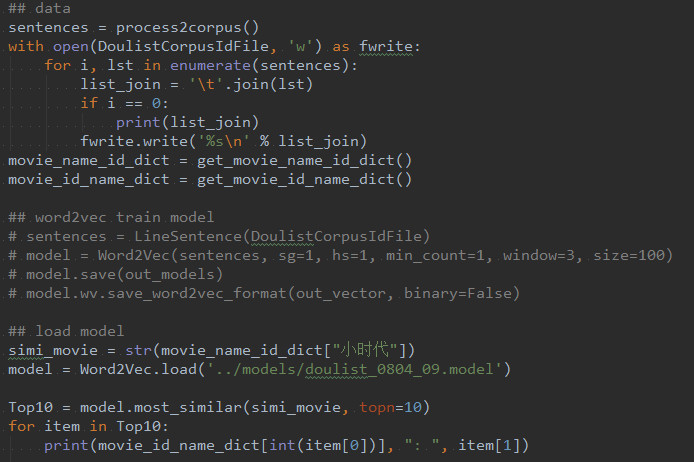 ## data
sentences = process2corpus()
with open(DoulistCorpusIdFile, 'w') as fwrite:
    for i, lst in enumerate(sentences):
        list_join = '\t'.join(lst)
        if i == 0:
            print(list_join)
        fwrite.write('%s\n' % list_join)
movie_name_id_dict = get_movie_name_id_dict()
movie_id_name_dict = get_movie_id_name_dict()

## word2vec train model
# sentences = LineSentence(DoulistCorpusIdFile)
# model = Word2Vec(sentences, sg=1, hs=1, min_count=1, window=3, size=100)
# model.save(out_models)
# model.wv.save_word2vec_format(out_vector, binary=False)

## load model
simi_movie = str(movie_name_id_dict["小时代"])
model = Word2Vec.load('../models/doulist_0804_09.model')

Top10 = model.most_similar(simi_movie, topn=10)
for item in Top10:
    print(movie_id_name_dict[int(item[0])], ": ", item[1])